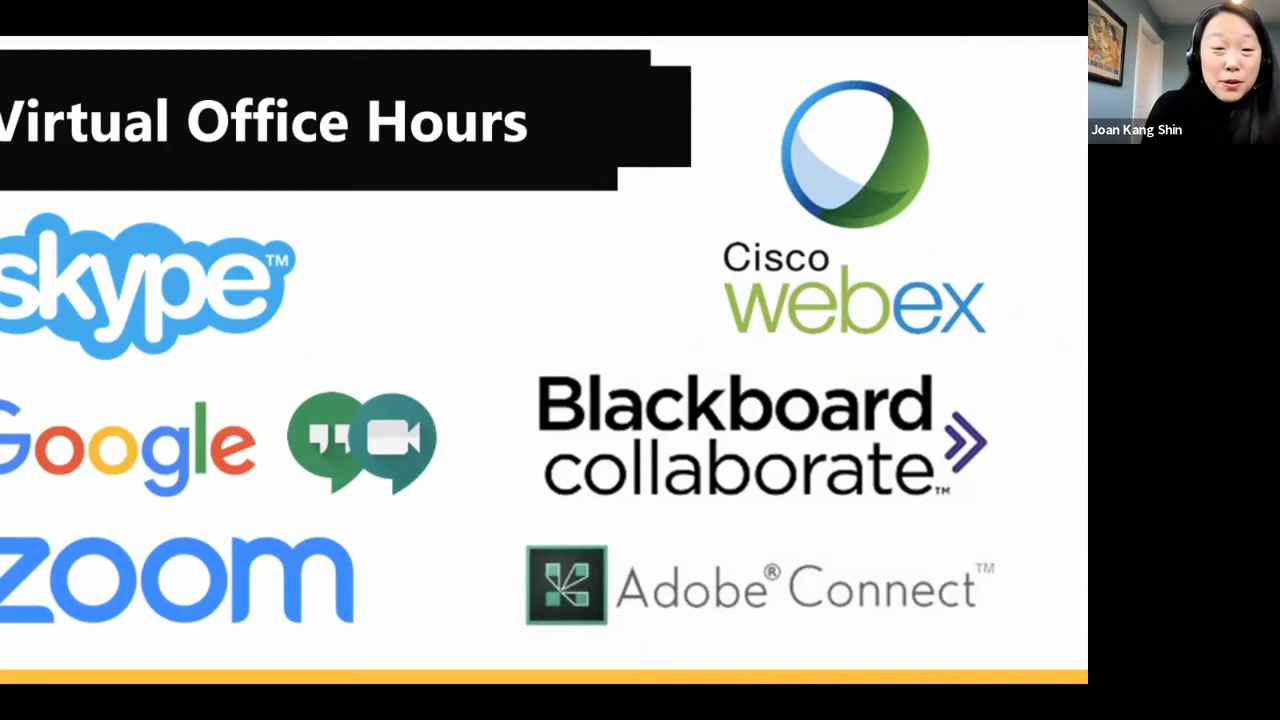 Virtual Office Hours
Joan Kang Shin
skype™
Cisco
webex
Google
Blackboard
collaborate™
zoom
Adobe® Connect™